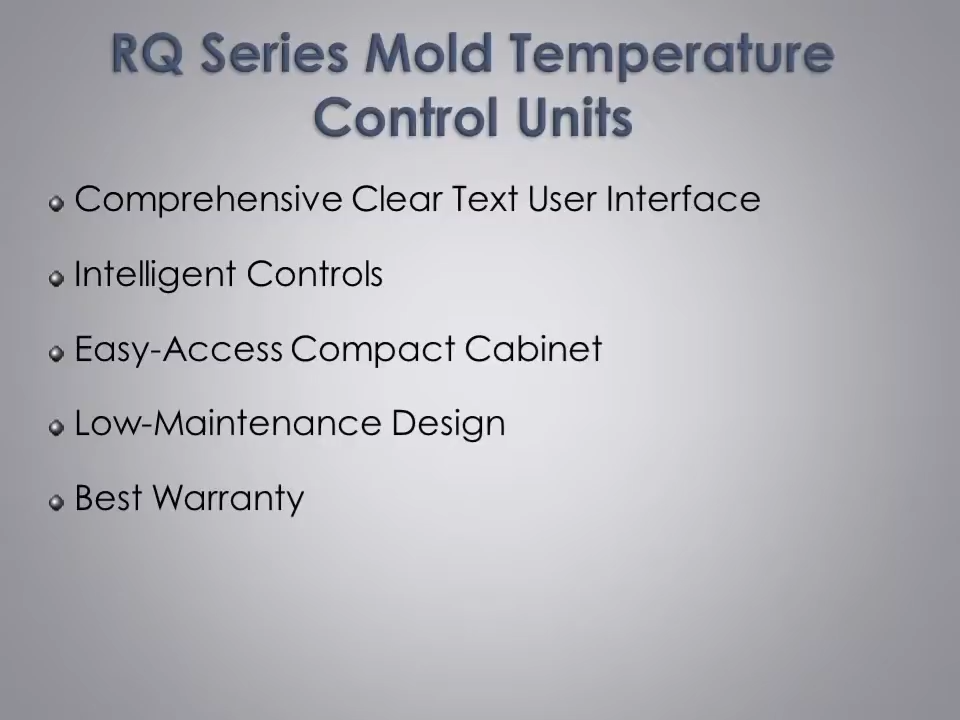 RQ Series Mold Temperature
Control Units
Comprehensive Clear Text User Interface
Intelligent Controls
Easy-Access Compact Cabinet
Low-Maintenance Design
Best Warranty